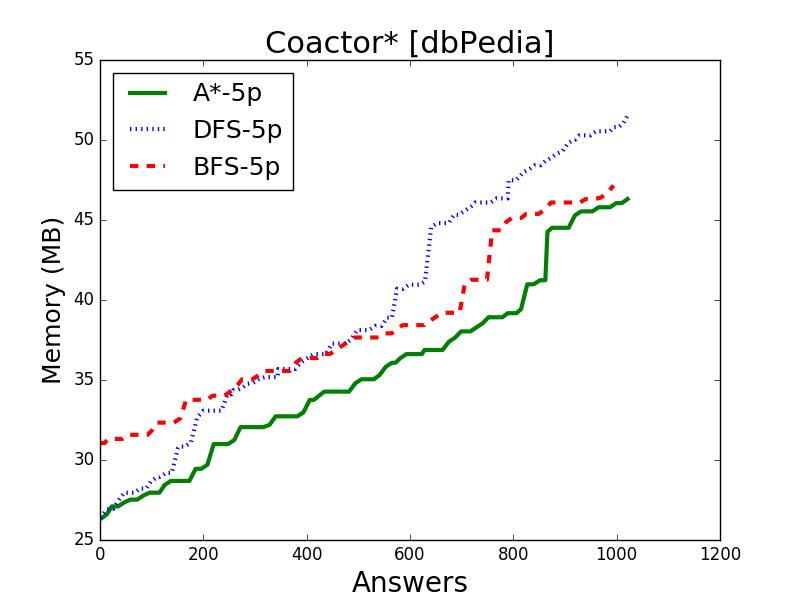 Coactor* [dbPedia]
A*-5p
DFS-5p
BFS-5p
Memory (MB)
55
50
45
40
35
30
25
0 200 400 600 800 1000 1200
Answers